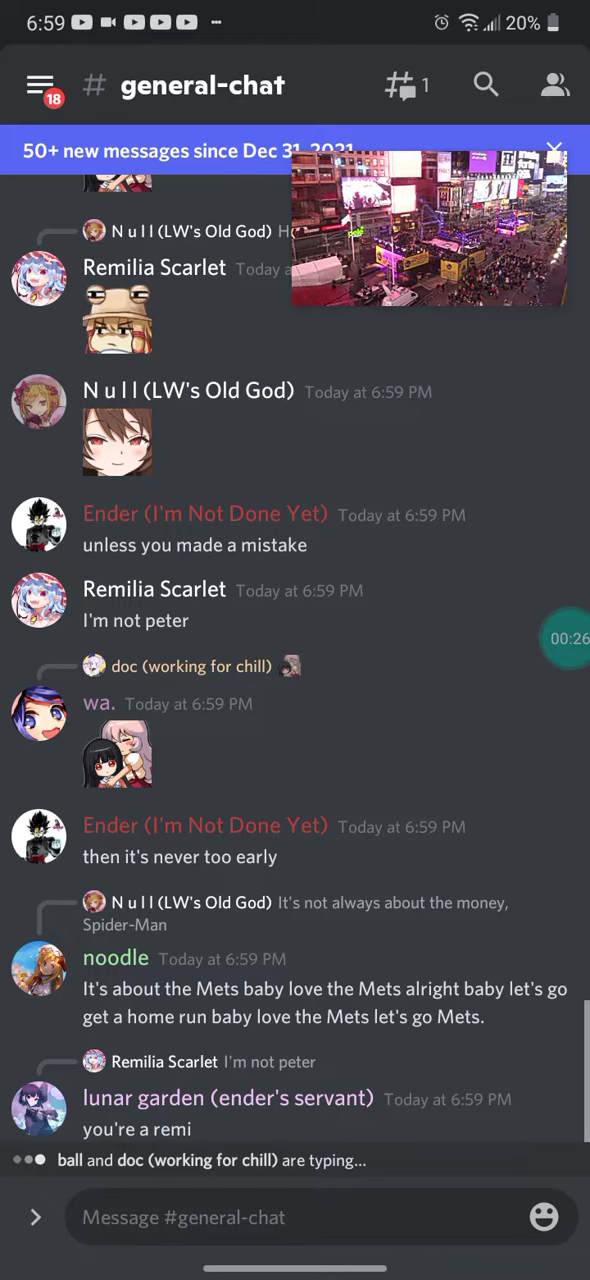 6:59
20%
18
# general-chat
1
50+ new messages since Dec 31, 2021
N u l l (LW's Old God)
Remilia Scarlet Today
N u l l (LW's Old God) Today at 6:59 PM
Ender (I'm Not Done Yet) Today at 6:59 PM
unless you made a mistake
Remilia Scarlet Today at 6:59 PM
I'm not peter
00:26
doc (working for chill)
wa. Today at 6:59 PM
Ender (I'm Not Done Yet) Today at 6:59 PM
then it's never too early
N u l l (LW's Old God) It's not always about the money,
Spider-Man
noodle Today at 6:59 PM
It's about the Mets baby love the Mets alright baby let's go
get a home run baby love the Mets let's go Mets.
Remilia Scarlet I'm not peter
lunar garden (ender's servant) Today at 6:59 PM
you're a remi
ball and doc (working for chill) are typing...
Message #general-chat